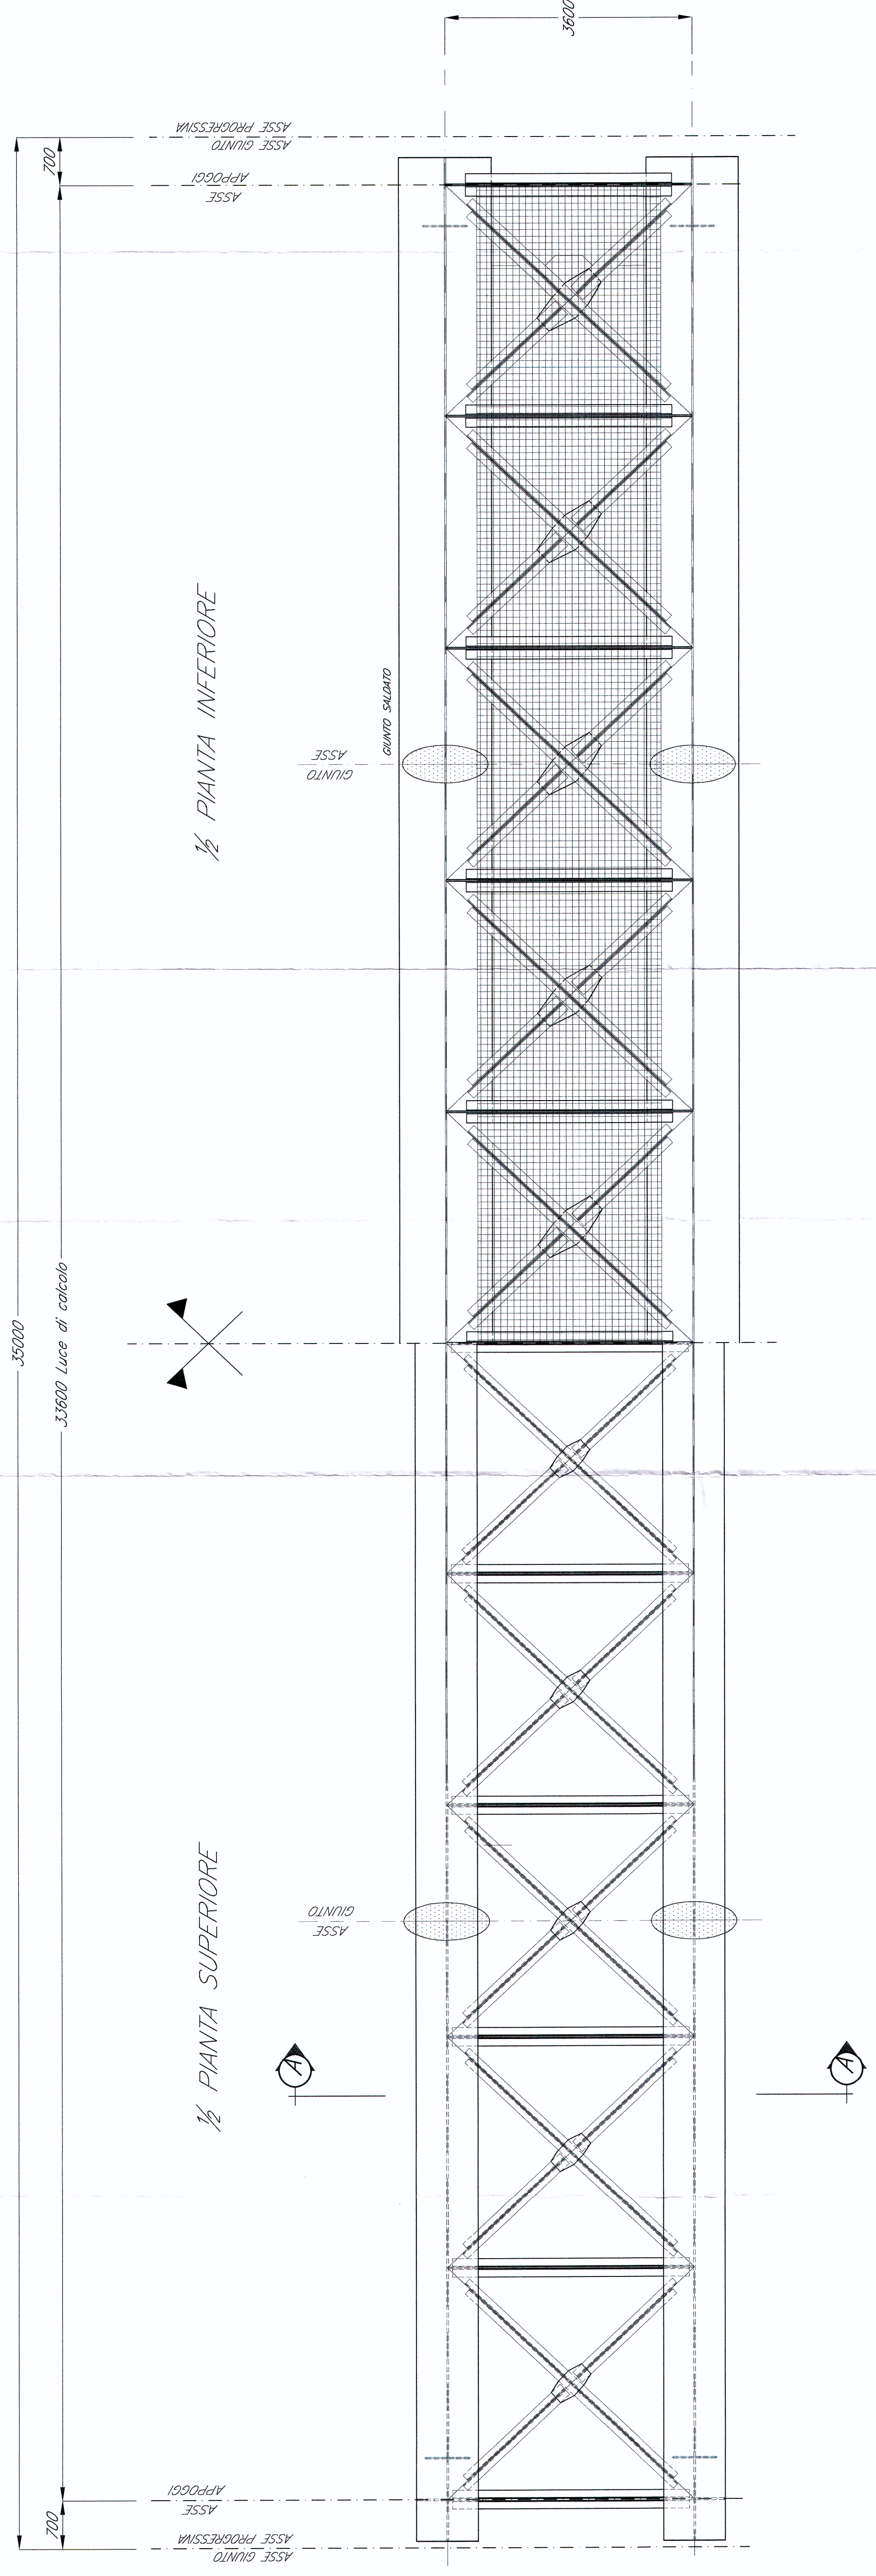 3600
ASSE PROGRESSIVA
ASSE GIUNTO
700
APPOGGI
ASSE
½ PIANTA INFERIORE
GIUNTO SALDATO
ASSE
GIUNTO
35000
33600 Luce di calcolo
½ PIANTA SUPERIORE
GIUNTO
ASSE
A
A
APPOGGI
ASSE
700
ASSE PROGRESSIVA
ASSE GIUNTO